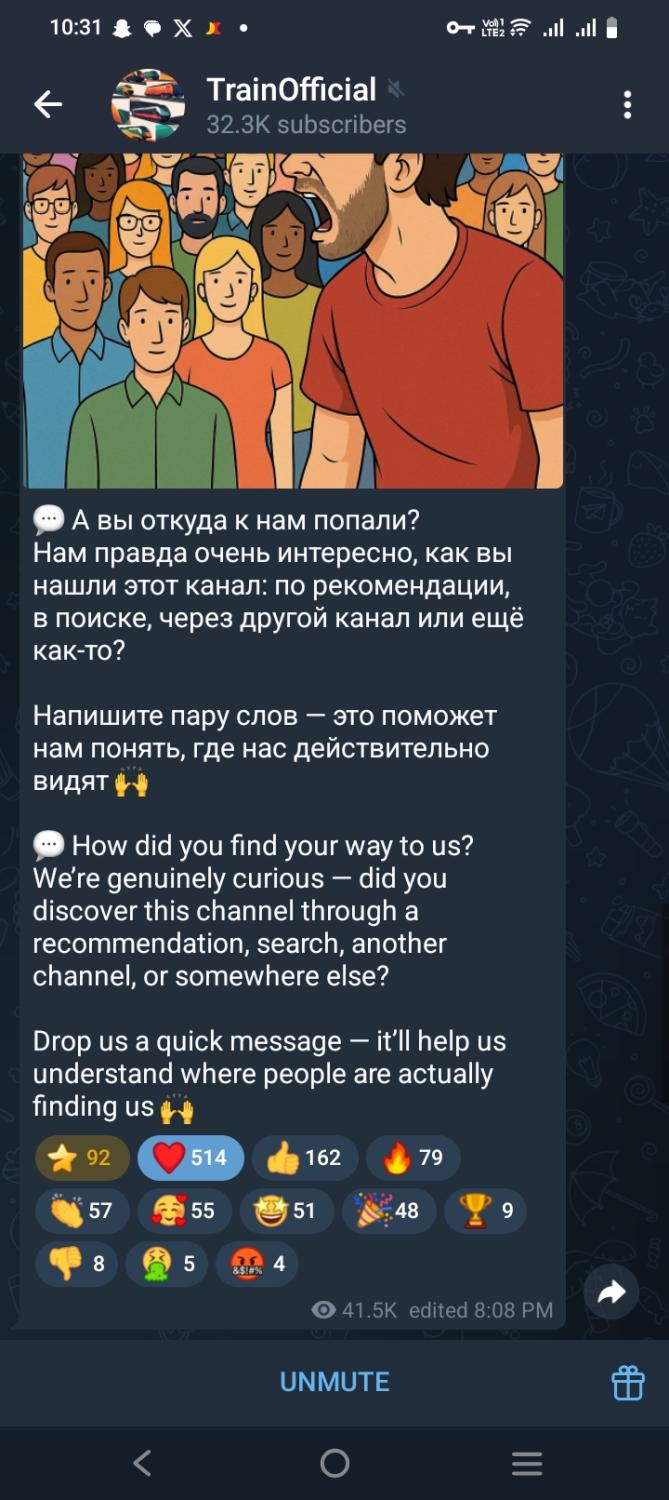 10:31
Vo)) 1
LTE2
TrainOfficial
32.3K subscribers
💬 А вы откуда к нам попали?
Нам правда очень интересно, как вы
нашли этот канал: по рекомендации,
в поиске, через другой канал или ещё
как-то?
Напишите пару слов — это поможет
нам понять, где нас действительно
видят 🙌
💬 How did you find your way to us?
We’re genuinely curious — did you
discover this channel through a
recommendation, search, another
channel, or somewhere else?
Drop us a quick message — it’ll help us
understand where people are actually
finding us 🙌
⭐ 92 ❤️ 514 👍 162 🔥 79
👏 57 🥰 55 🤩 51 🎉 48 🏆 9
👎 8 🤮 5 🤬 4
41.5K edited 8:08 PM
UNMUTE